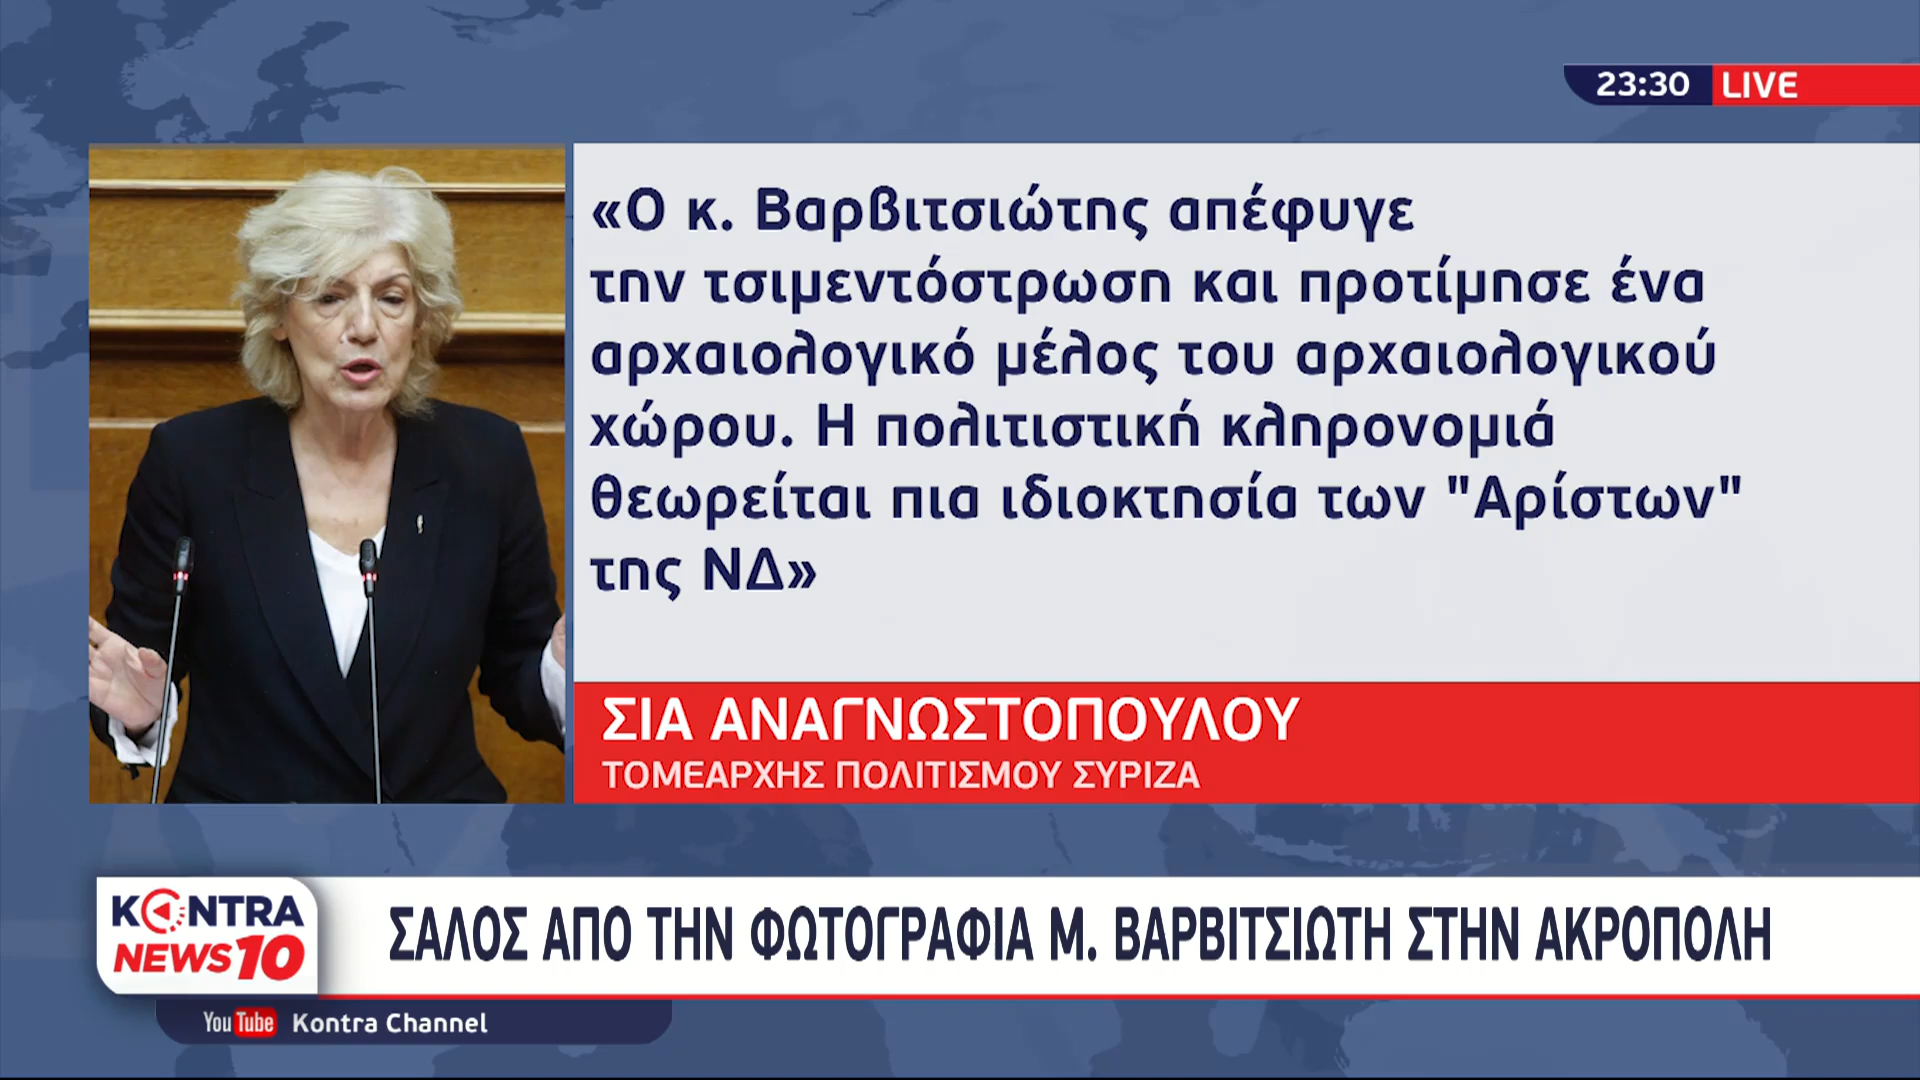 23:30 LIVE
«Ο κ. Βαρβιτσιώτης απέφυγε
την τσιμεντόστρωση και προτίμησε ένα
αρχαιολογικό μέλος του αρχαιολογικού
χώρου. Η πολιτιστική κληρονομιά
θεωρείται πια ιδιοκτησία των "Αρίστων"
της ΝΔ»
ΣΙΑ ΑΝΑΓΝΩΣΤΟΠΟΥΛΟΥ
ΤΟΜΕΑΡΧΗΣ ΠΟΛΙΤΙΣΜΟΥ ΣΥΡΙΖΑ
KONTRA
NEWS 10
ΣΑΛΟΣ ΑΠΟ ΤΗΝ ΦΩΤΟΓΡΑΦΙΑ Μ. ΒΑΡΒΙΤΣΙΩΤΗ ΣΤΗΝ ΑΚΡΟΠΟΛΗ
YouTube Kontra Channel